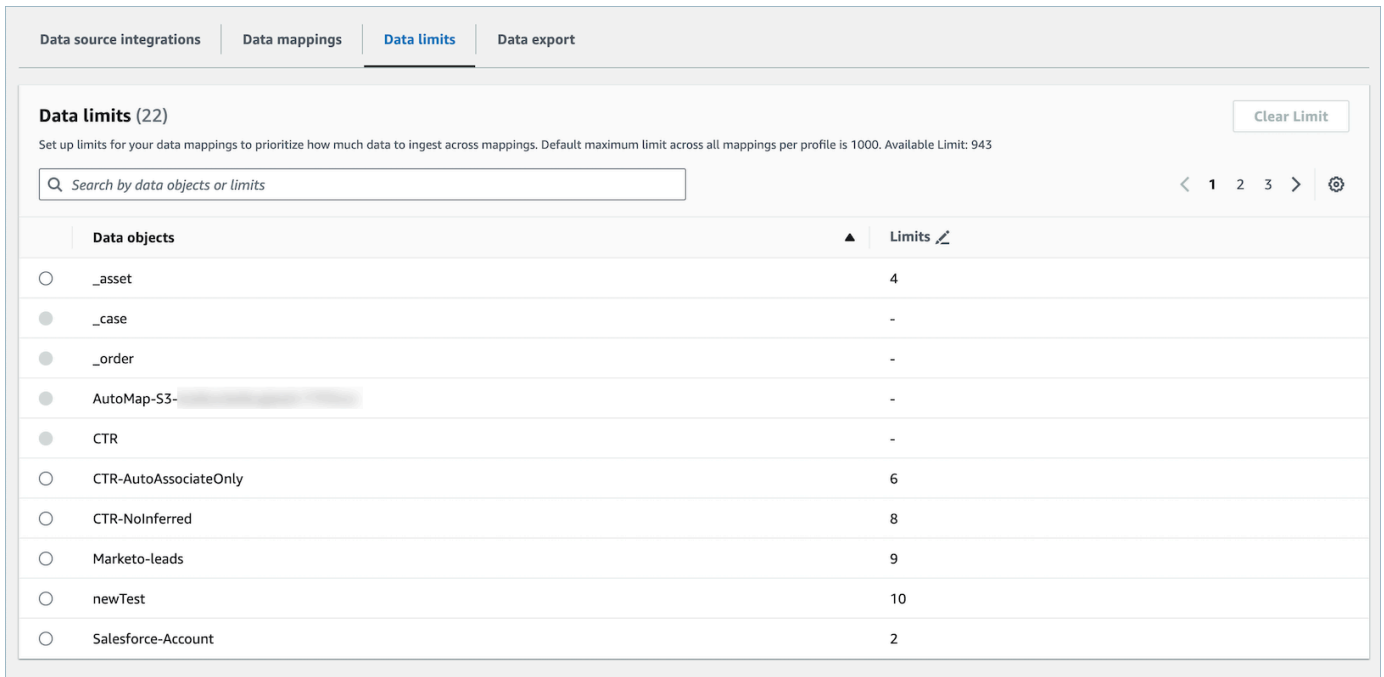 Data source integrations Data mappings Data limits Data export
Data limits (22)
Clear Limit
Set up limits for your data mappings to prioritize how much data to ingest across mappings. Default maximum limit across all mappings per profile is 1000. Available Limit: 943
Search by data objects or limits
1 2 3
Data objects Limits
_asset 4
_case -
_order -
AutoMap-S3- -
CTR -
CTR-AutoAssociateOnly 6
CTR-NoInferred 8
Marketo-leads 9
newTest 10
Salesforce-Account 2